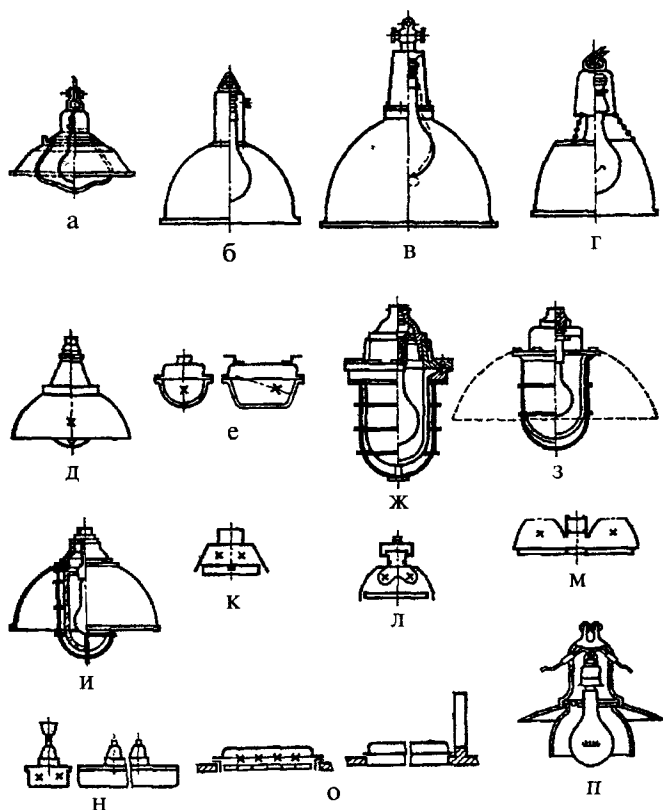 а б в г
д е ж з
и к л м
н о п